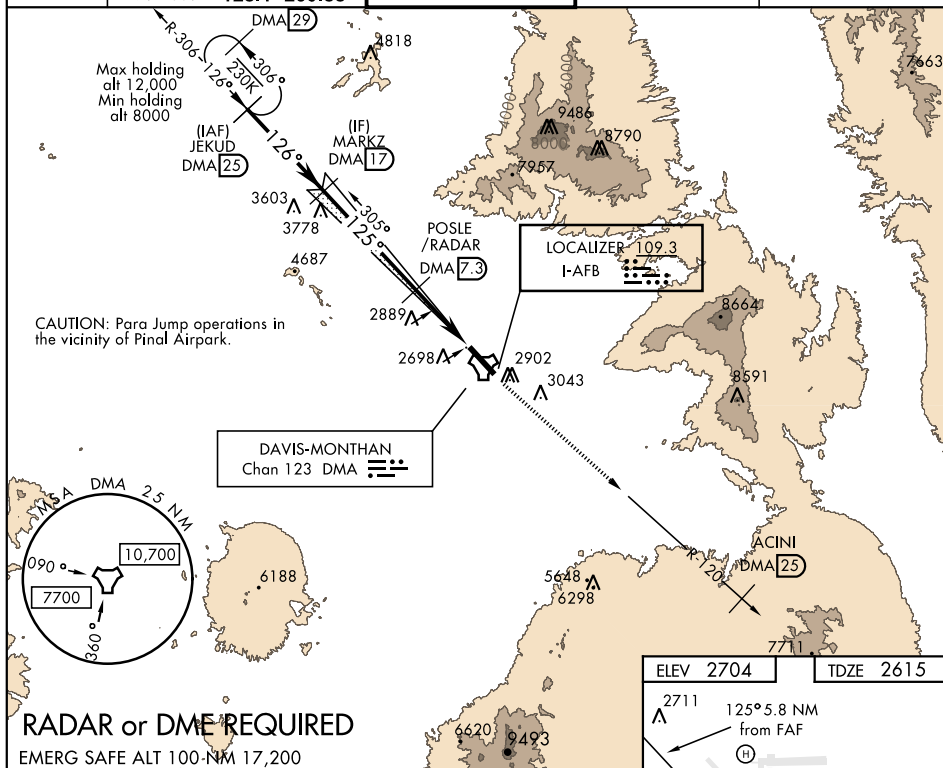 DMA 29
4818
R-306
126°
306°
230K
Max holding
alt 12,000
Min holding
alt 8000
4000
6000
9486
8000
8790
7957
7663
(IAF)
JEKUD
DMA 25
126°
(IF)
MARKZ
DMA 17
3603
3778
305°
125°
4687
POSLE
/RADAR
DMA 7.3
LOCALIZER 109.3
I-AFB
8664
2889
CAUTION: Para Jump operations in
the vicinity of Pinal Airpark.
2698
2902
3043
8591
DAVIS-MONTHAN
Chan 123 DMA
MSA DMA 25 NM
090°
10,700
7700
360°
6188
R-120
ACINI
DMA 25
5648
6298
7711
ELEV 2704
TDZE 2615
2711
125° 5.8 NM
from FAF
H
RADAR or DME REQUIRED
EMERG SAFE ALT 100 NM 17,200
6620
9493